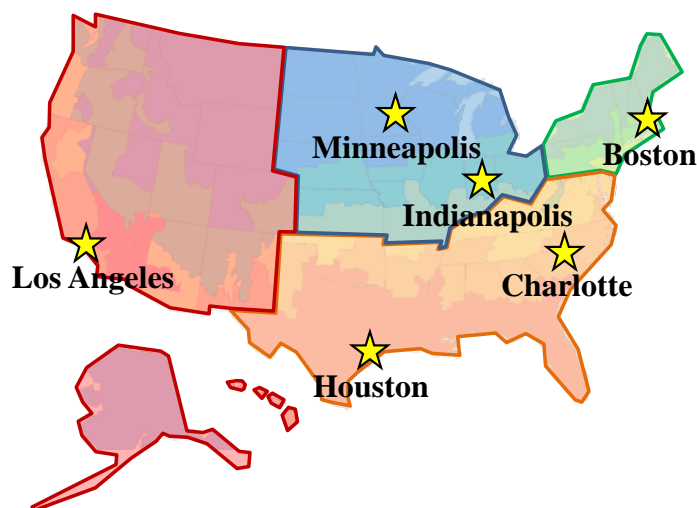 Minneapolis
Boston
Indianapolis
Los Angeles
Charlotte
Houston